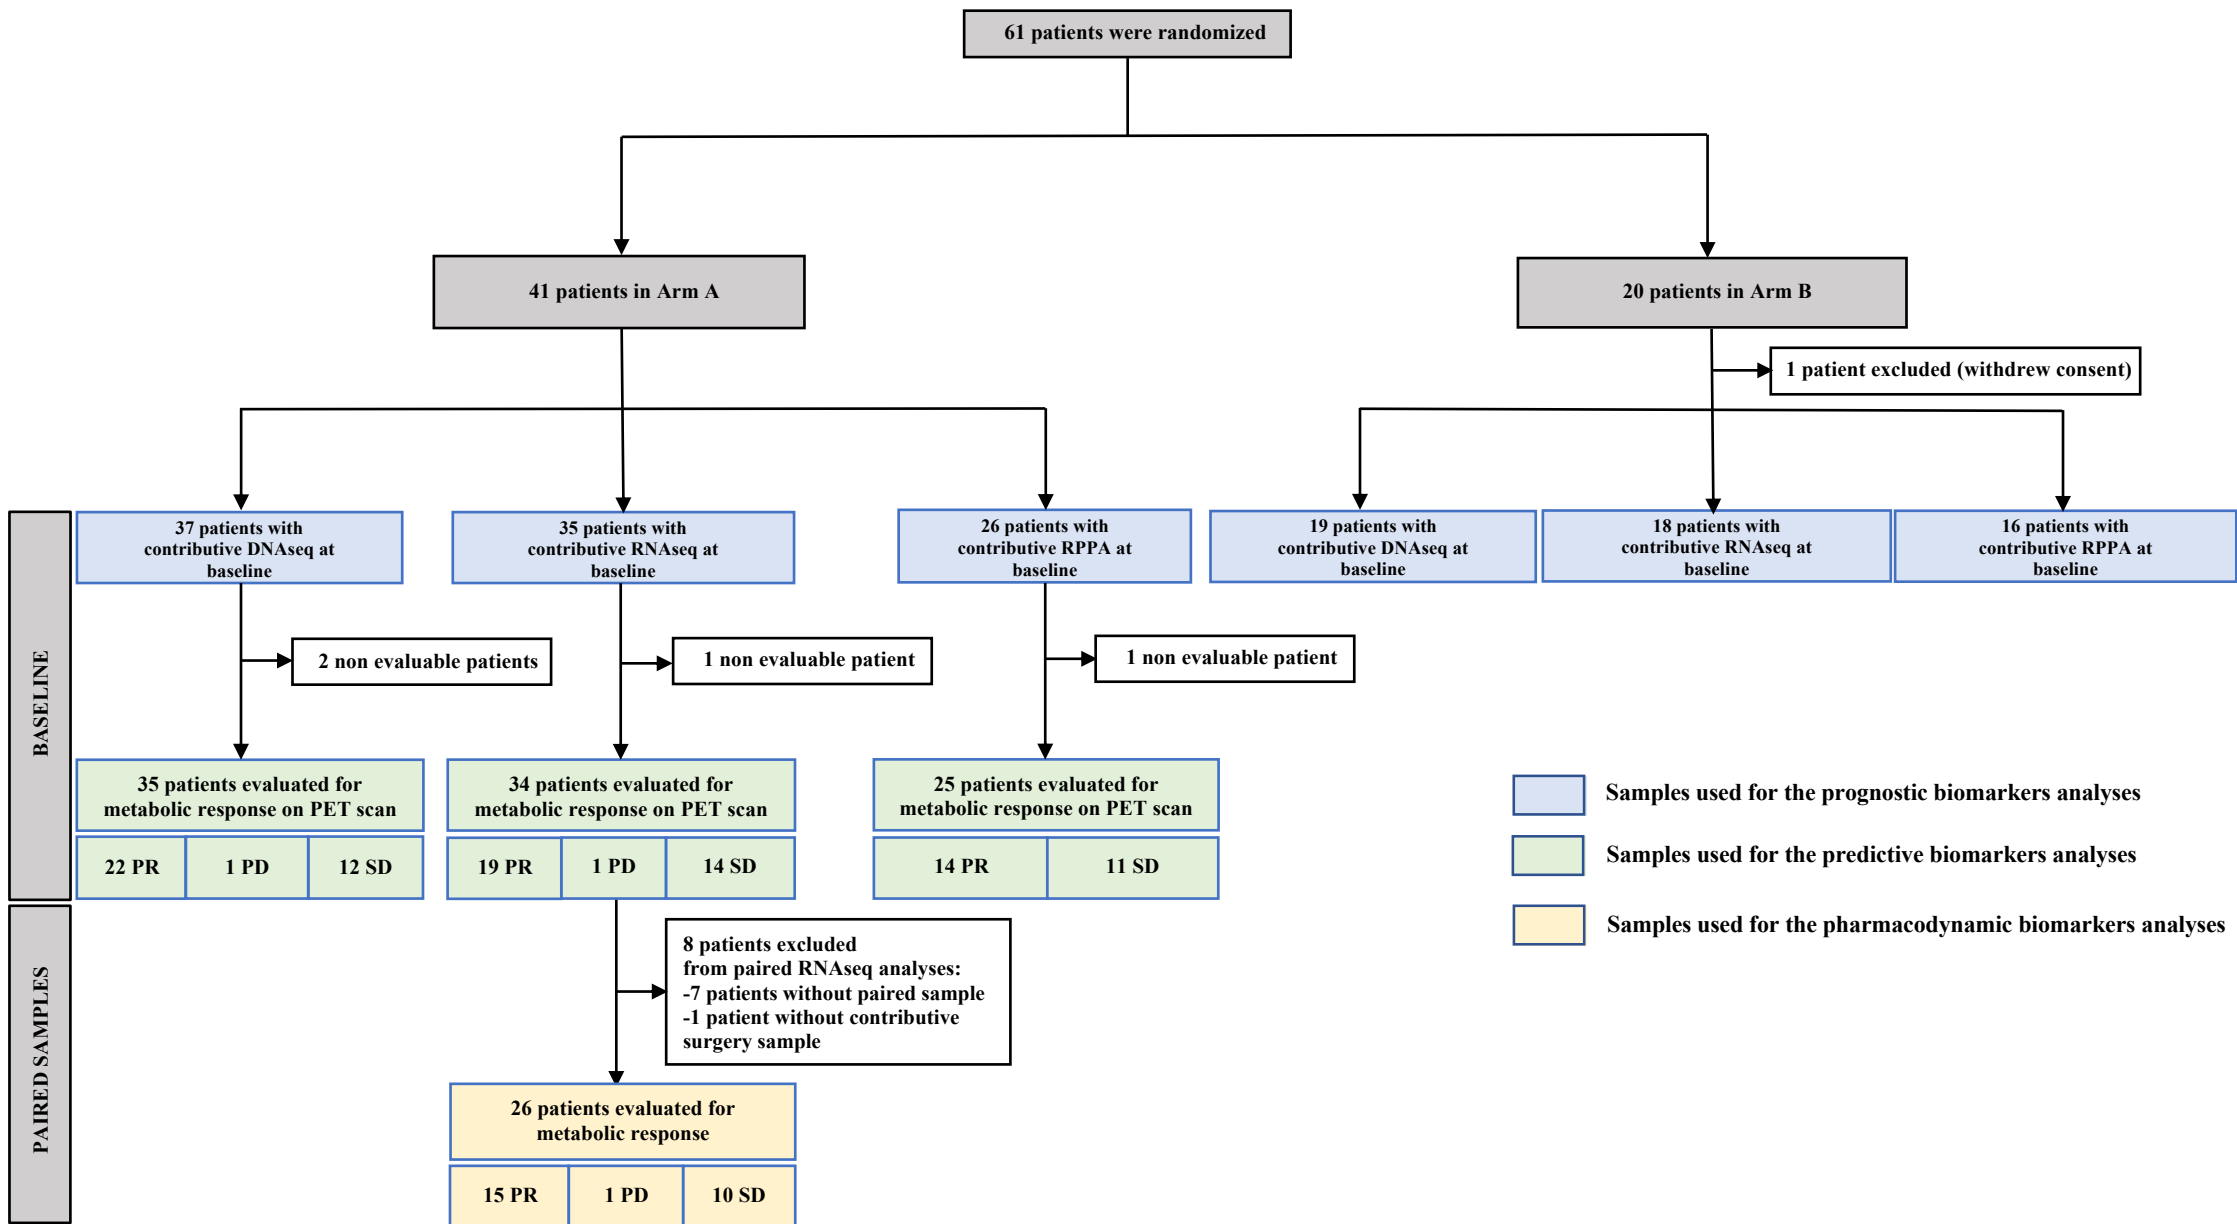 61 patients were randomized
41 patients in Arm A
20 patients in Arm B
1 patient excluded (withdrew consent)
BASELINE
37 patients with
contributive DNAseq at
baseline
35 patients with
contributive RNAseq at
baseline
26 patients with
contributive RPPA at
baseline
19 patients with
contributive DNAseq at
baseline
18 patients with
contributive RNAseq at
baseline
16 patients with
contributive RPPA at
baseline
2 non evaluable patients
1 non evaluable patient
1 non evaluable patient
35 patients evaluated for
metabolic response on PET scan
22 PR
1 PD
12 SD
34 patients evaluated for
metabolic response on PET scan
19 PR
1 PD
14 SD
25 patients evaluated for
metabolic response on PET scan
14 PR
11 SD
Samples used for the prognostic biomarkers analyses
Samples used for the predictive biomarkers analyses
Samples used for the pharmacodynamic biomarkers analyses
PAIRED SAMPLES
8 patients excluded
from paired RNAseq analyses:
-7 patients without paired sample
-1 patient without contributive
surgery sample
26 patients evaluated for
metabolic response
15 PR
1 PD
10 SD